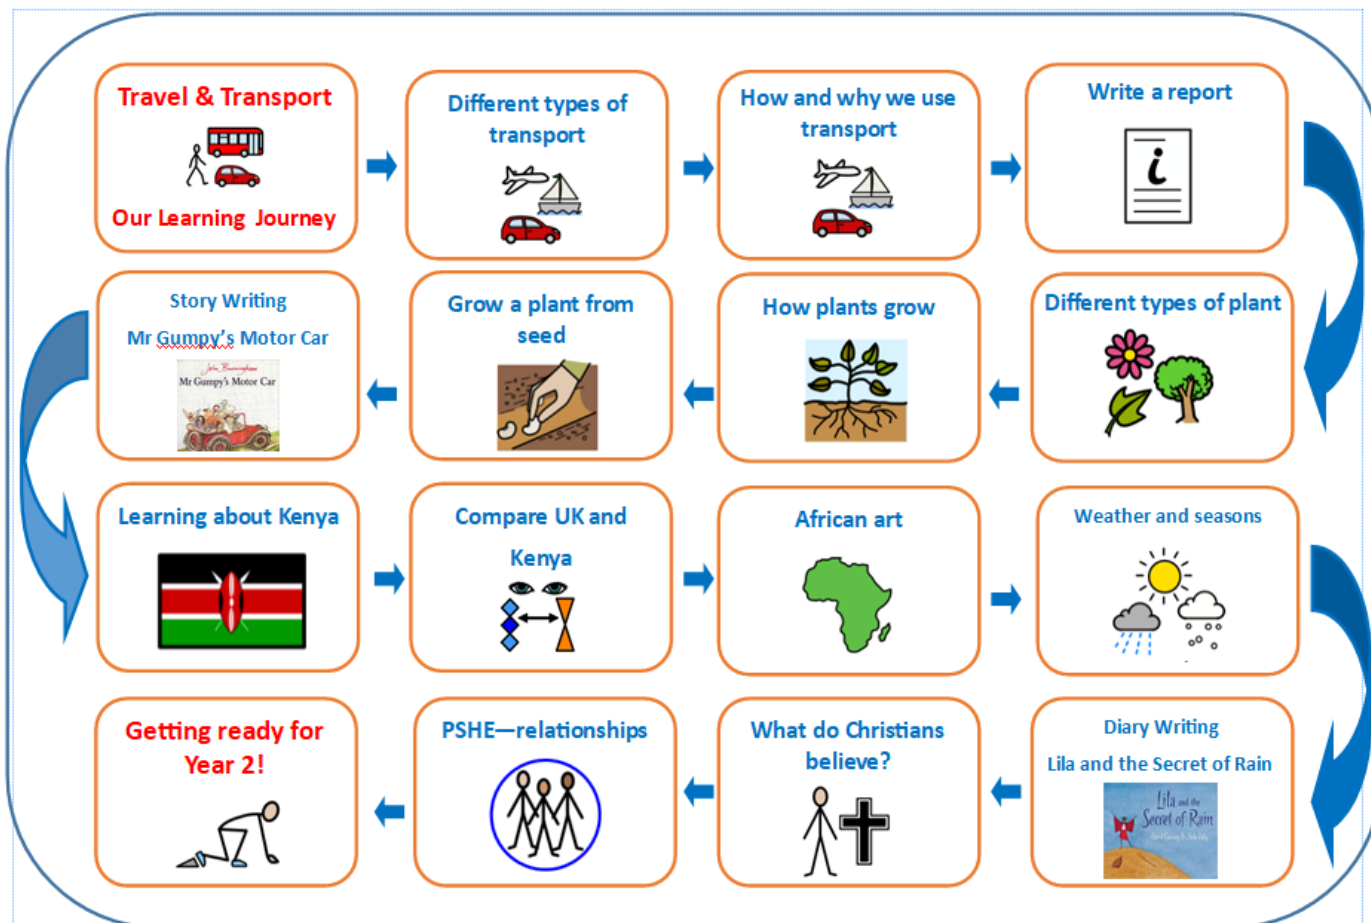 Travel & Transport
Our Learning Journey
Different types of
transport
How and why we use
transport
Write a report
i
Different types of plant
How plants grow
Grow a plant from
seed
Story Writing
Mr Gumpy's Motor Car
John Burningham
Mr Gumpy's Motor Car
Learning about Kenya
Compare UK and
Kenya
African art
Weather and seasons
Diary Writing
Lila and the Secret of Rain
Lila and the
Secret of Rain
What do Christians
believe?
PSHE—relationships
Getting ready for
Year 2!